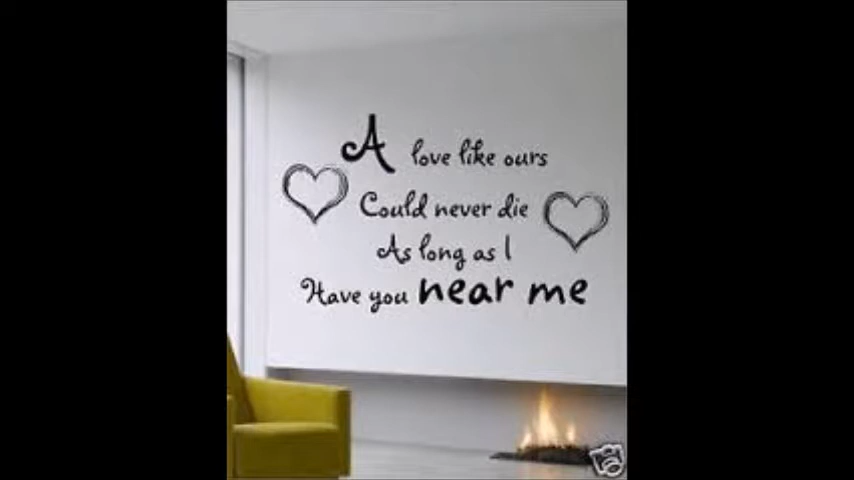 A love like ours
Could never die
As long as I
Have you near me